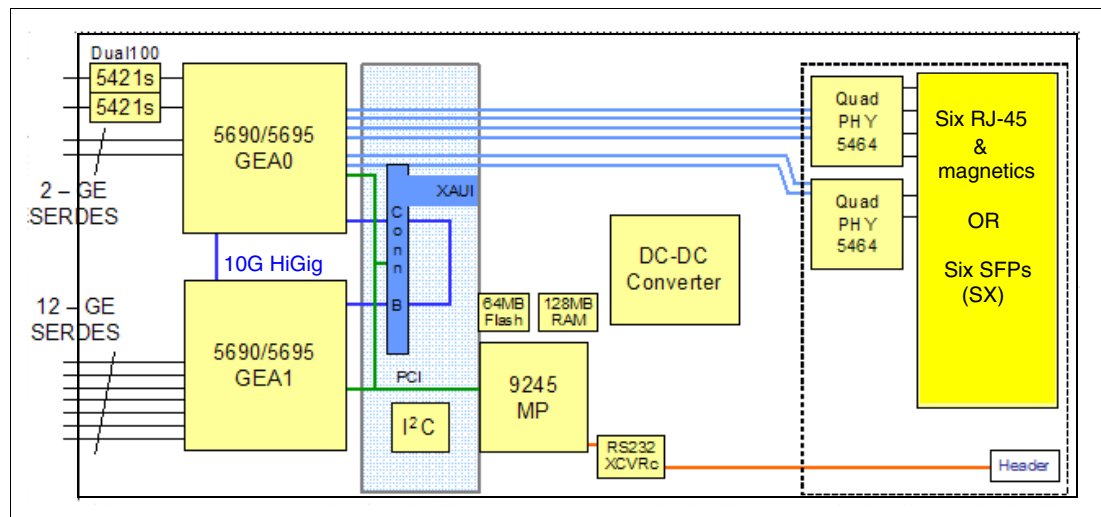 Dual100
5421s
5421s
5690/5695
GEA0
2 – GE
SERDES
10G HiGig
12 – GE
SERDES
5690/5695
GEA1
XAUI
Conn B
PCI
I²C
64MB
Flash
128MB
RAM
9245
MP
RS232
XCVRc
DC-DC
Converter
Quad
PHY
5464
Quad
PHY
5464
Six RJ-45
&
magnetics
OR
Six SFPs
(SX)
Header